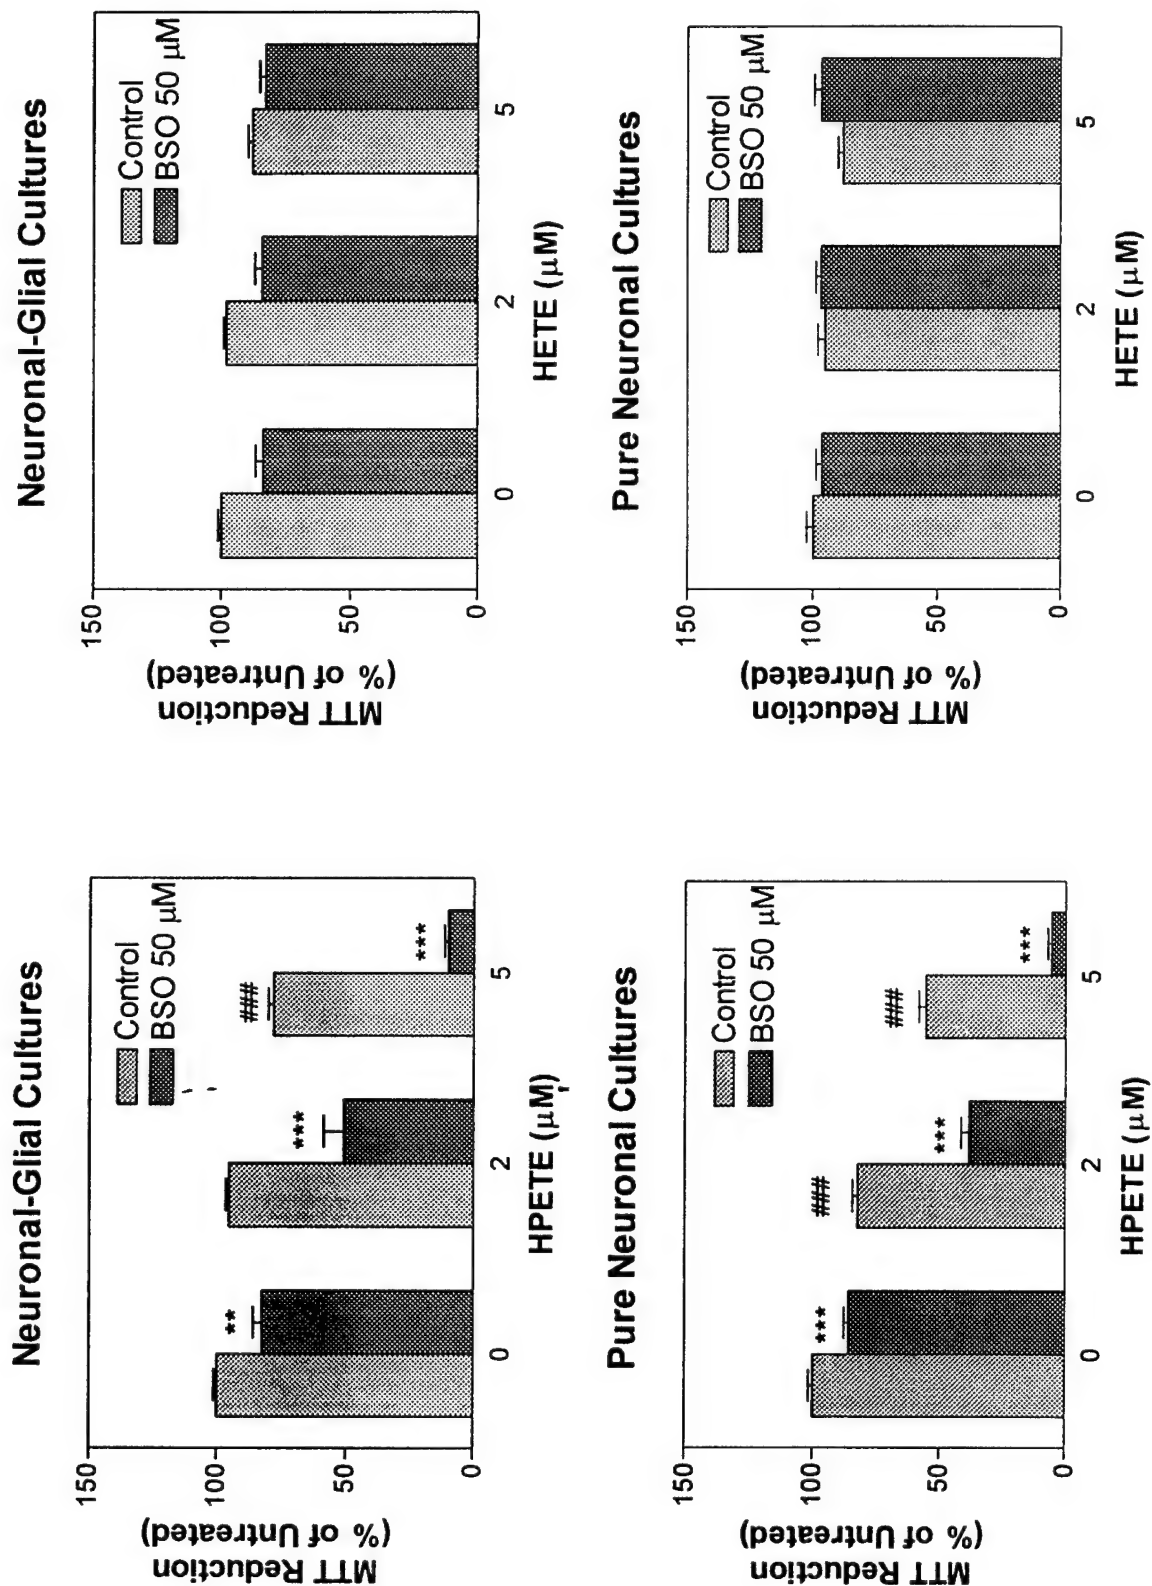 Neuronal-Glial Cultures
MTT Reduction
(% of Untreated)
150
100
50
0
Control
BSO 50 μM
**
***
###
***
0 2 5
HPETE (μM)
Neuronal-Glial Cultures
MTT Reduction
(% of Untreated)
150
100
50
0
Control
BSO 50 μM
0 2 5
HETE (μM)
Pure Neuronal Cultures
MTT Reduction
(% of Untreated)
150
100
50
0
Control
BSO 50 μM
***
###
***
###
***
0 2 5
HPETE (μM)
Pure Neuronal Cultures
MTT Reduction
(% of Untreated)
150
100
50
0
Control
BSO 50 μM
0 2 5
HETE (μM)